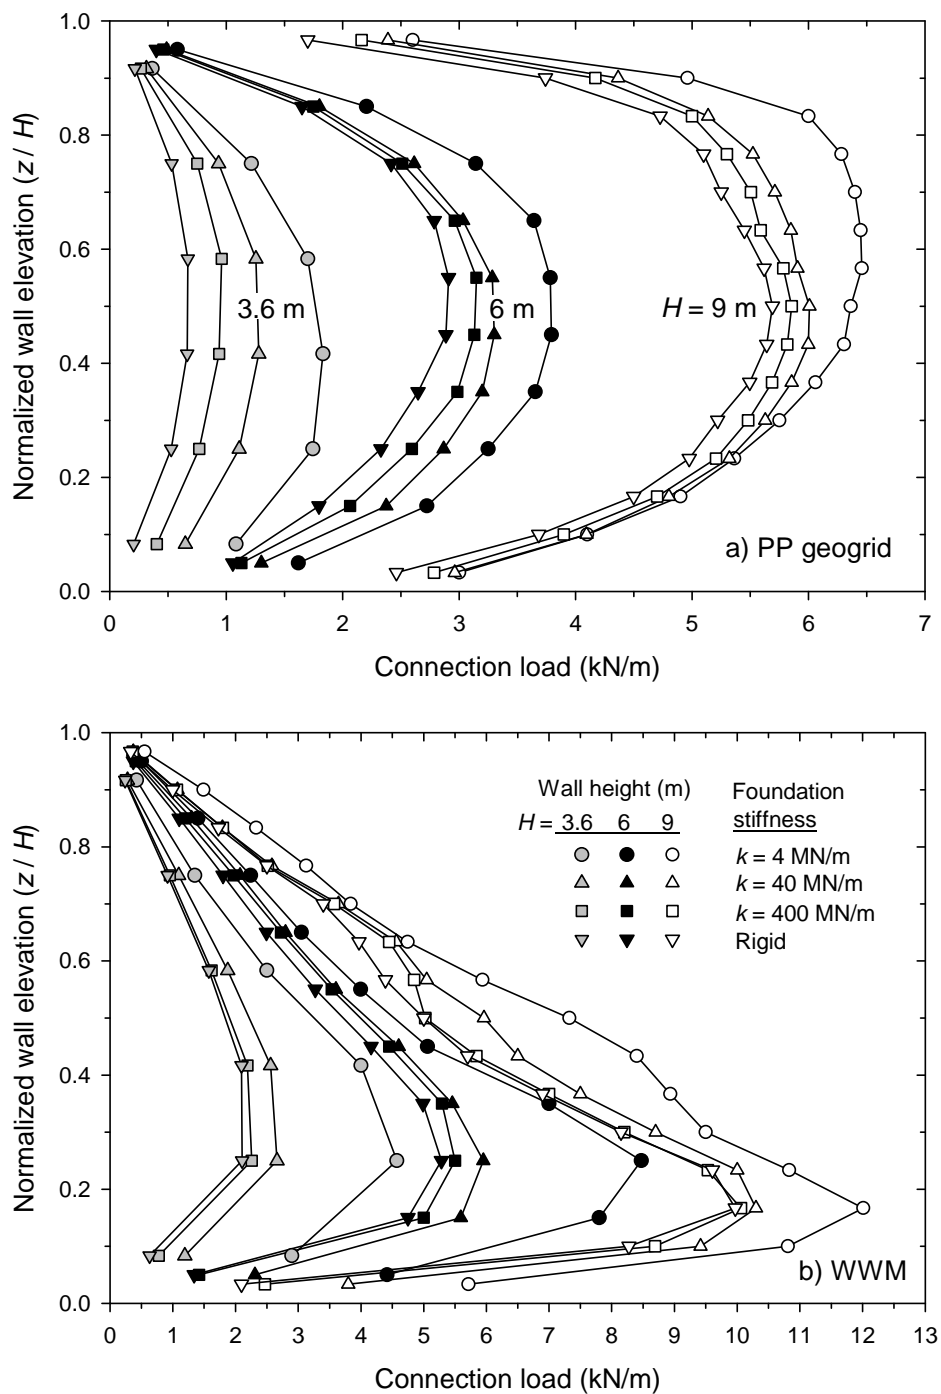 1.0
0.8
0.6
0.4
0.2
0.0
Normalized wall elevation (z / H)
3.6 m
6 m
H = 9 m
a) PP geogrid
0 1 2 3 4 5 6 7
Connection load (kN/m)
1.0
0.8
0.6
0.4
0.2
0.0
Normalized wall elevation (z / H)
Wall height (m) Foundation
H = 3.6 6 9 stiffness
k = 4 MN/m
k = 40 MN/m
k = 400 MN/m
Rigid
b) WWM
0 1 2 3 4 5 6 7 8 9 10 11 12 13
Connection load (kN/m)